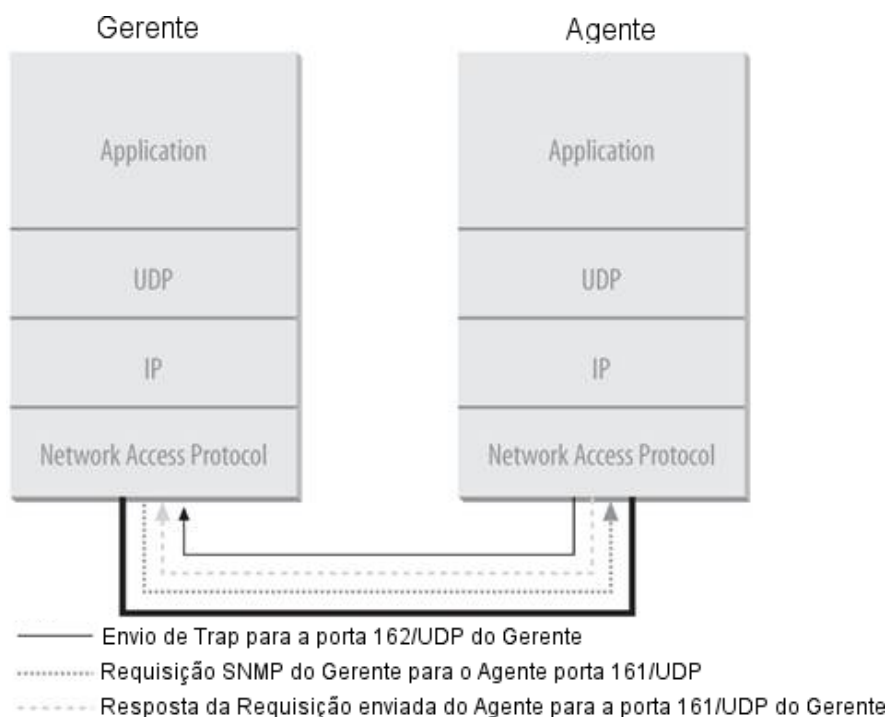 Gerente
Agente
Application
Application
UDP
UDP
IP
IP
Network Access Protocol
Network Access Protocol
Envio de Trap para a porta 162/UDP do Gerente
Requisição SNMP do Gerente para o Agente porta 161/UDP
Resposta da Requisição enviada do Agente para a porta 161/UDP do Gerente